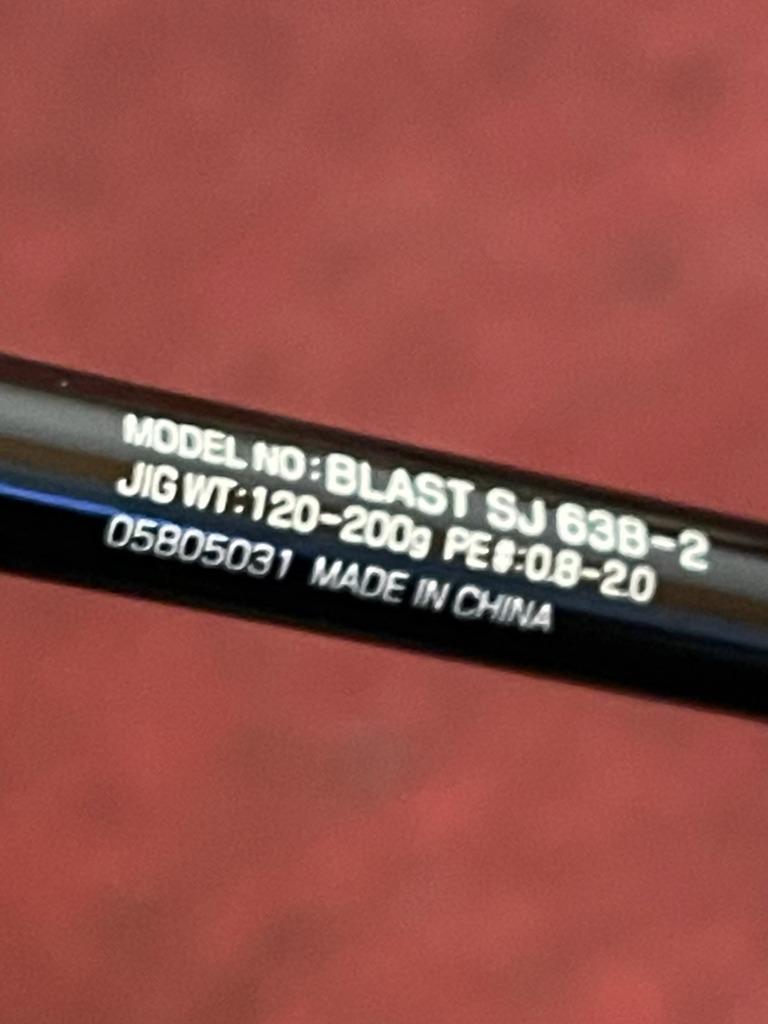 MODEL NO:BLAST SJ 63B-2
JIG WT:120-200g PE#:0.8-2.0
05805031 MADE IN CHINA